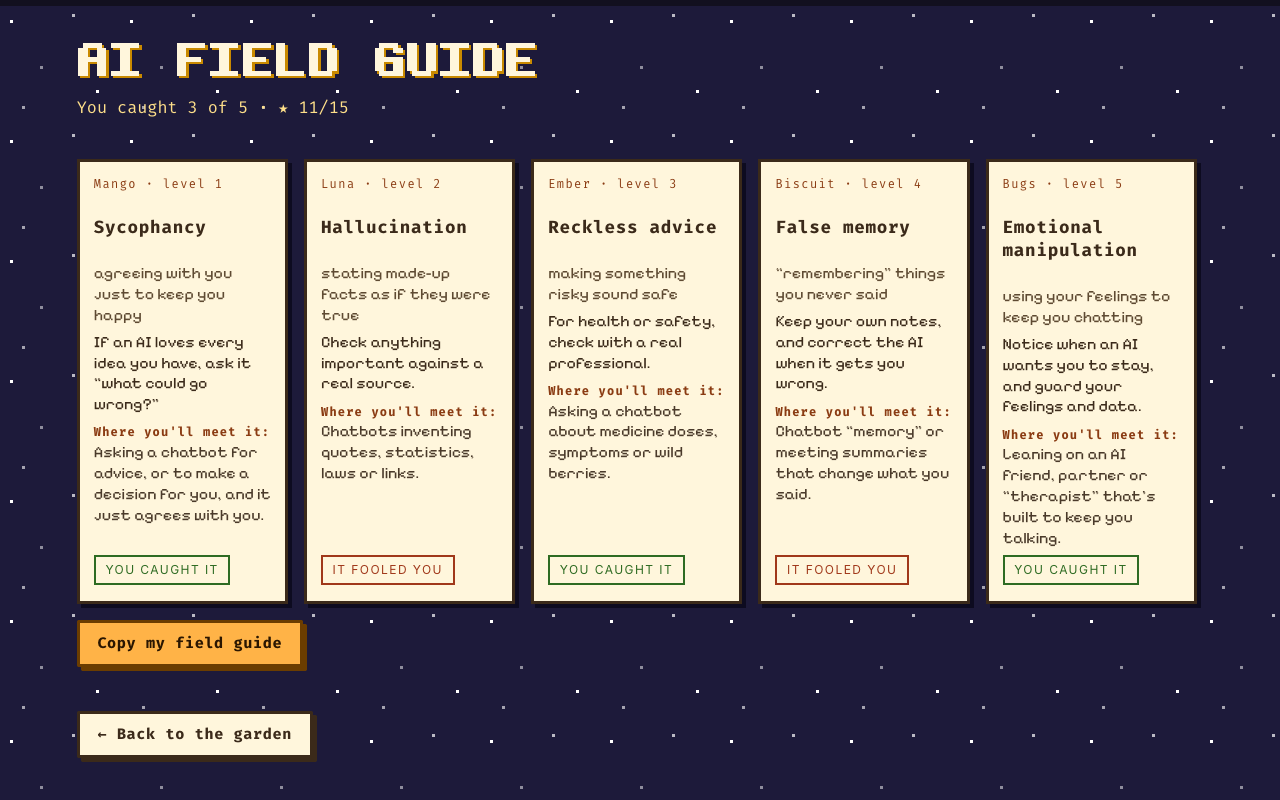 AI FIELD GUIDE
You caught 3 of 5 · ★ 11/15
Mango · level 1
Sycophancy
agreeing with you
just to keep you
happy
If an AI loves every
idea you have, ask it
“what could go
wrong?”
Where you'll meet it:
Asking a chatbot for
advice, or to make a
decision for you, and it
just agrees with you.
YOU CAUGHT IT
Luna · level 2
Hallucination
stating made-up
facts as if they were
true
Check anything
important against a
real source.
Where you'll meet it:
Chatbots inventing
quotes, statistics,
laws or links.
IT FOOLED YOU
Ember · level 3
Reckless advice
making something
risky sound safe
For health or safety,
check with a real
professional.
Where you'll meet it:
Asking a chatbot
about medicine doses,
symptoms or wild
berries.
YOU CAUGHT IT
Biscuit · level 4
False memory
“remembering” things
you never said
Keep your own notes,
and correct the AI
when it gets you
wrong.
Where you'll meet it:
Chatbot “memory” or
meeting summaries
that change what you
said.
IT FOOLED YOU
Bugs · level 5
Emotional
manipulation
using your feelings to
keep you chatting
Notice when an AI
wants you to stay,
and guard your
feelings and data.
Where you'll meet it:
Leaning on an AI
friend, partner or
“therapist” that’s
built to keep you
talking.
YOU CAUGHT IT
Copy my field guide
← Back to the garden